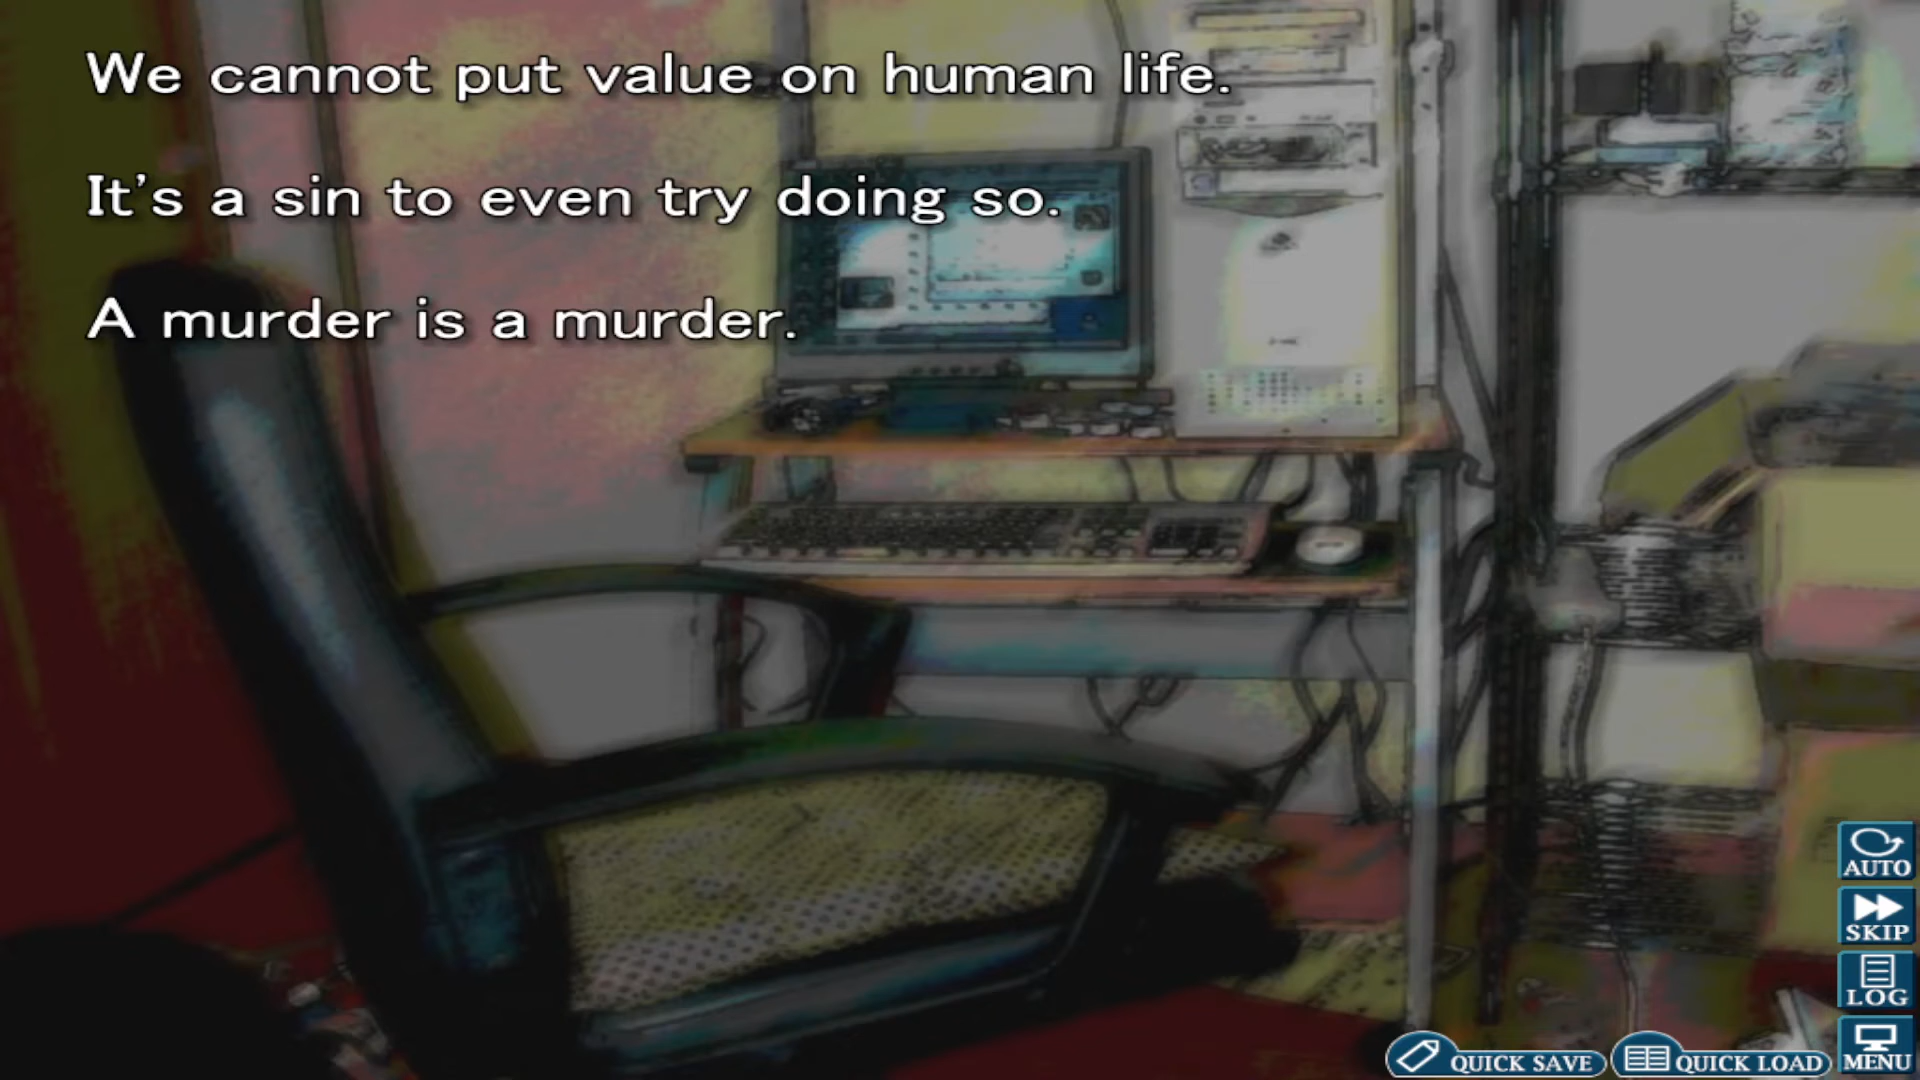 We cannot put value on human life.
It's a sin to even try doing so.
A murder is a murder.
AUTO
SKIP
LOG
MENU
QUICK SAVE
QUICK LOAD